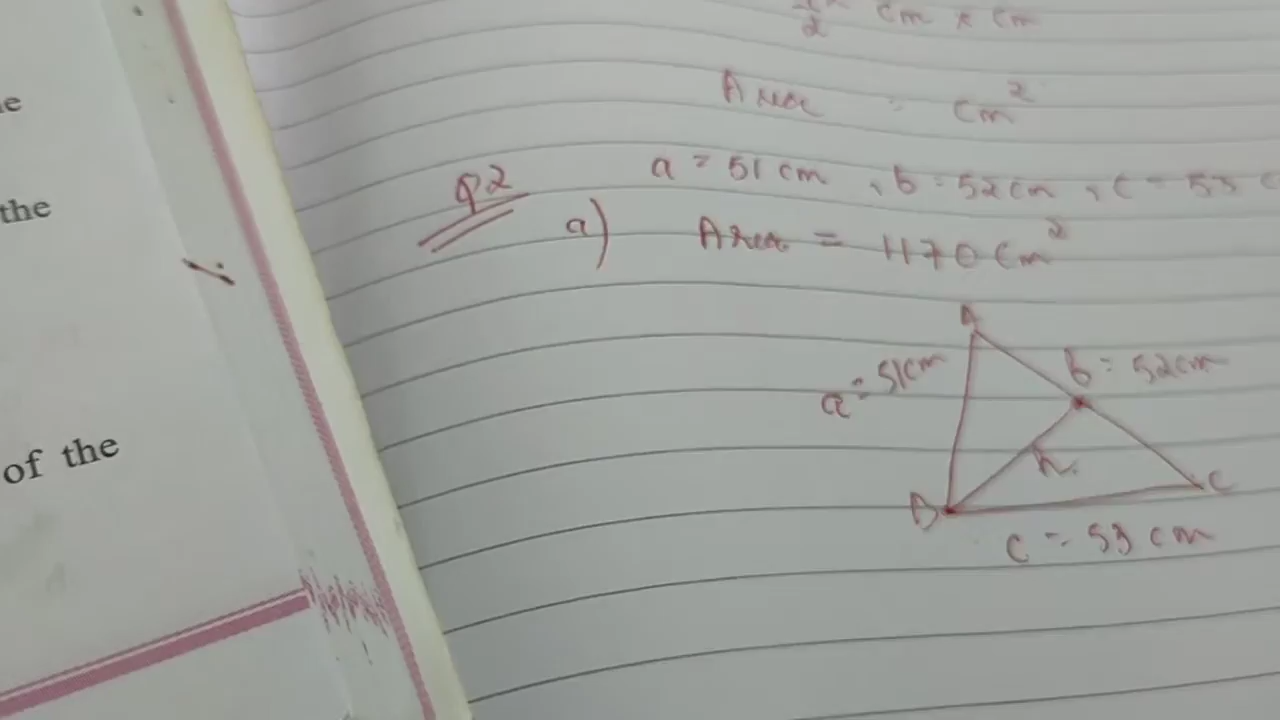 e
the
of the
2 cm × cm
Area = cm²
Q2 a = 51 cm , b = 52 cm , c = 53 c
a) Area = 1170 cm²
A
a = 51cm b = 52cm
h
B C
c = 53 cm